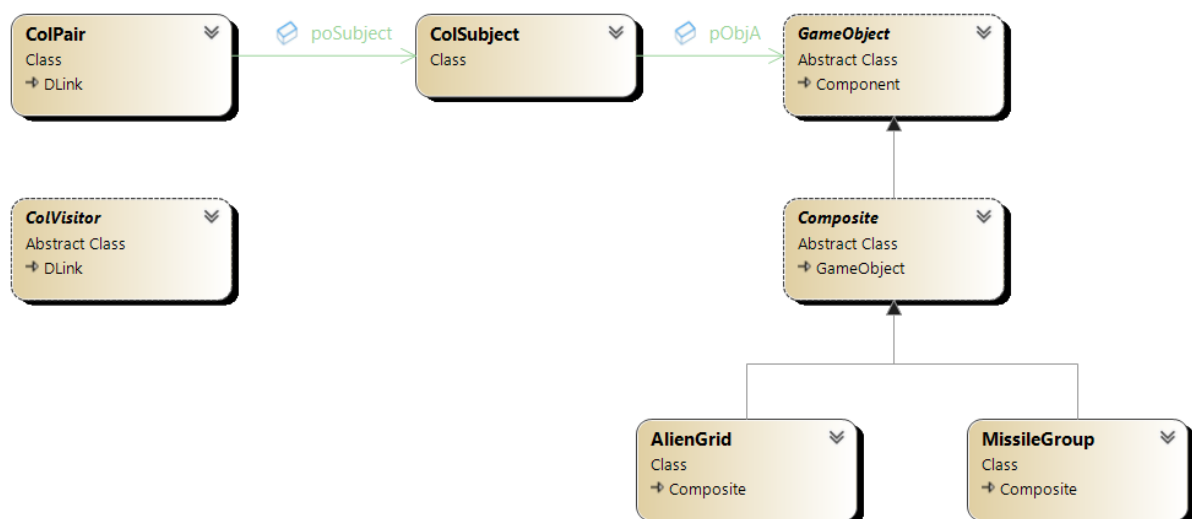 ColPair
Class
DLink
poSubject
ColSubject
Class
pObjA
GameObject
Abstract Class
Component
ColVisitor
Abstract Class
DLink
Composite
Abstract Class
GameObject
AlienGrid
Class
Composite
MissileGroup
Class
Composite